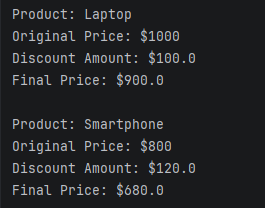 Product: Laptop
Original Price: $1000
Discount Amount: $100.0
Final Price: $900.0

Product: Smartphone
Original Price: $800
Discount Amount: $120.0
Final Price: $680.0